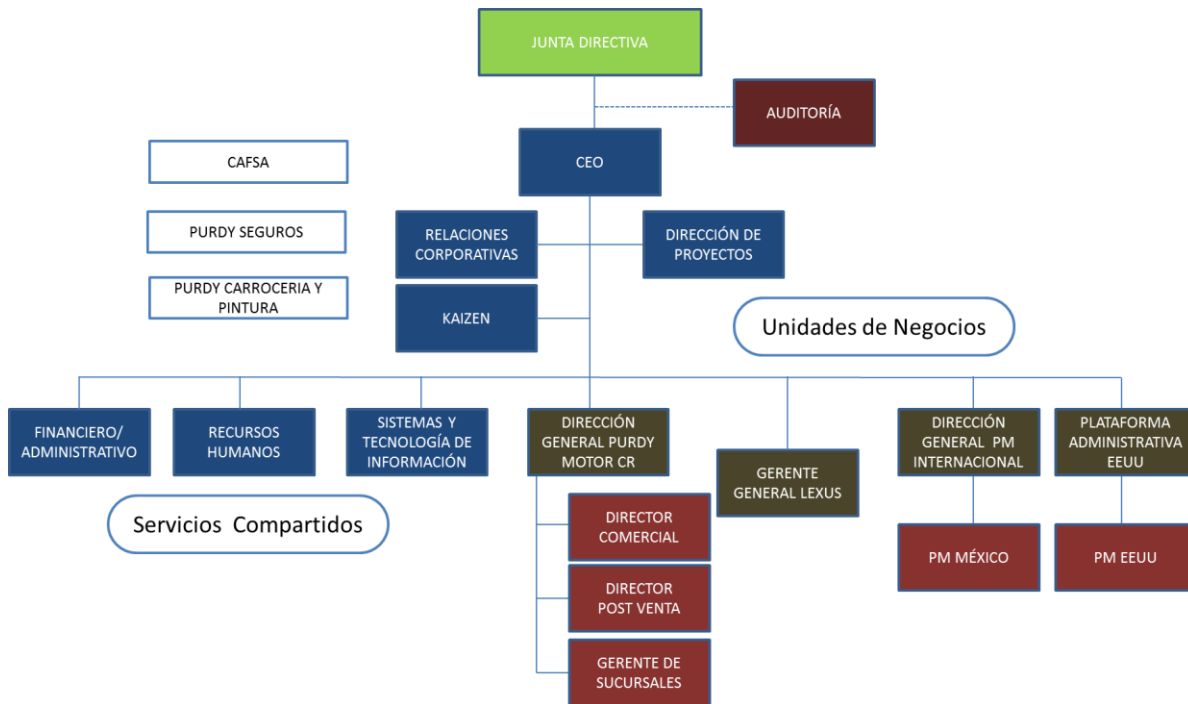 JUNTA DIRECTIVA
AUDITORÍA
CEO
CAFSA
PURDY SEGUROS
PURDY CARROCERIA Y
PINTURA
RELACIONES
CORPORATIVAS
DIRECCIÓN DE
PROYECTOS
KAIZEN
Unidades de Negocios
FINANCIERO/
ADMINISTRATIVO
RECURSOS
HUMANOS
SISTEMAS Y
TECNOLOGÍA DE
INFORMACIÓN
DIRECCIÓN
GENERAL PURDY
MOTOR CR
GERENTE
GENERAL LEXUS
DIRECCIÓN
GENERAL PM
INTERNACIONAL
PLATAFORMA
ADMINISTRATIVA
EEUU
Servicios Compartidos
DIRECTOR
COMERCIAL
DIRECTOR
POST VENTA
GERENTE DE
SUCURSALES
PM MÉXICO
PM EEUU